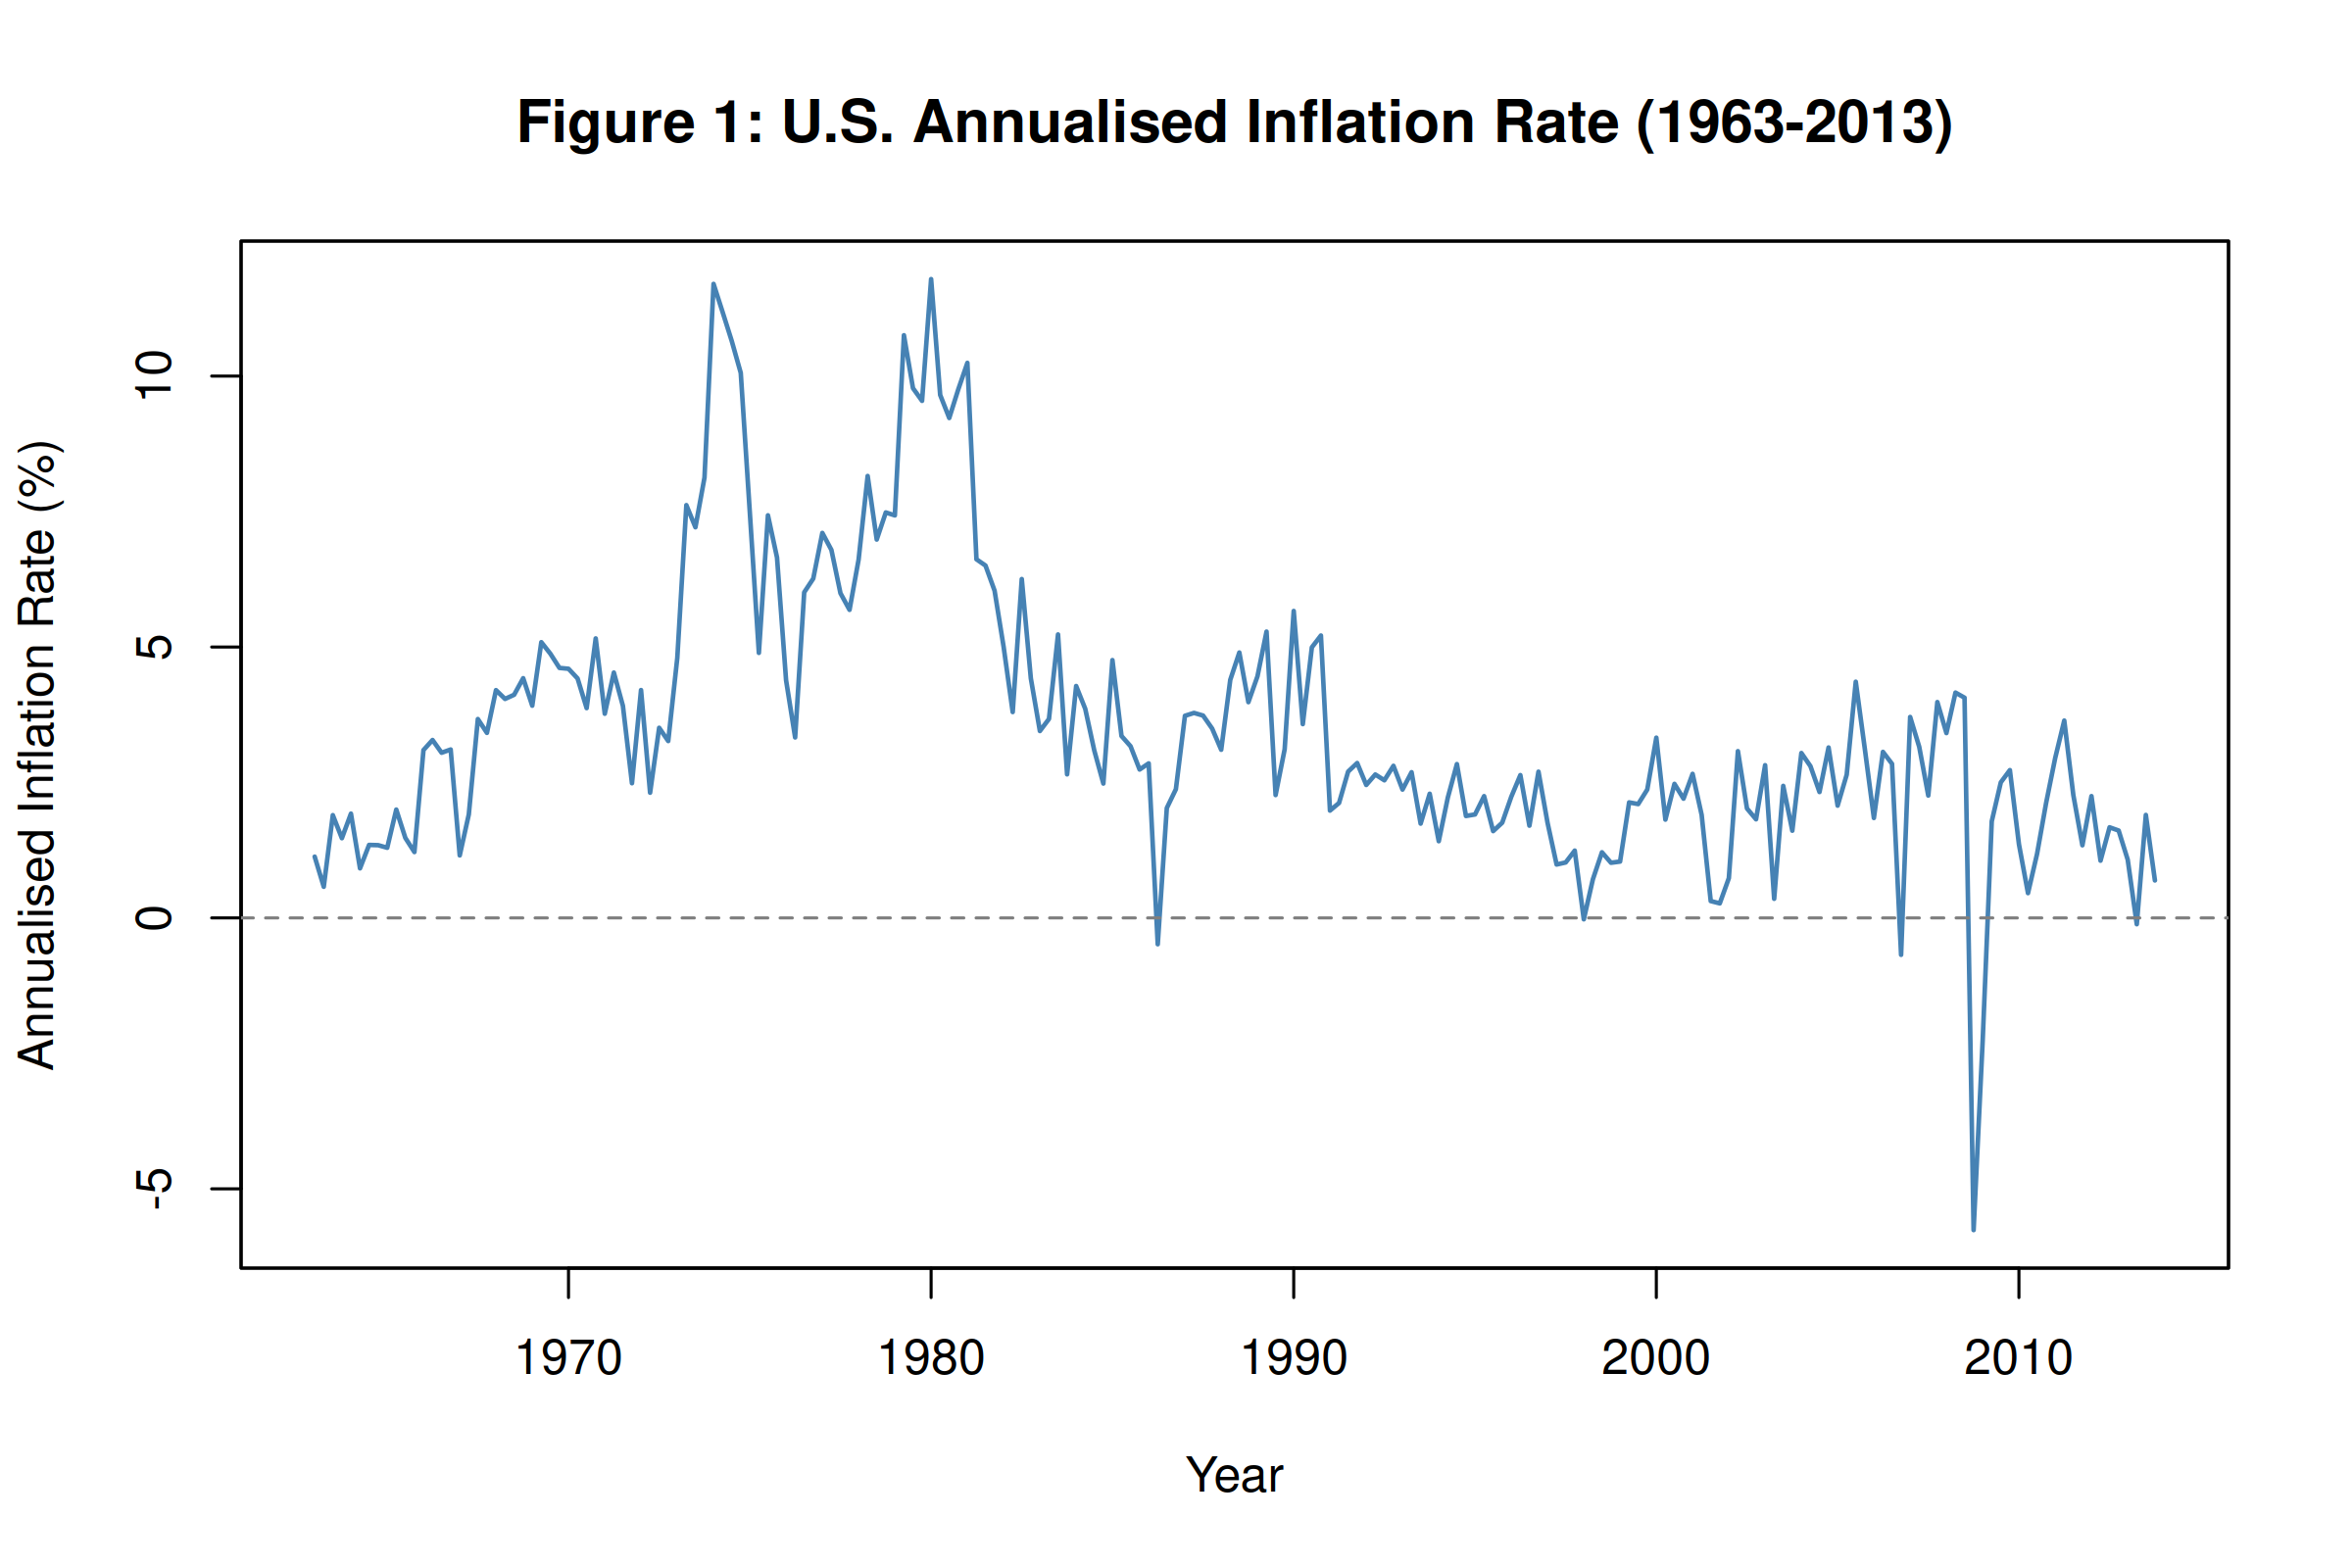 Figure 1: U.S. Annualised Inflation Rate (1963-2013)
Annualised Inflation Rate (%)
10
5
0
-5
1970 1980 1990 2000 2010
Year